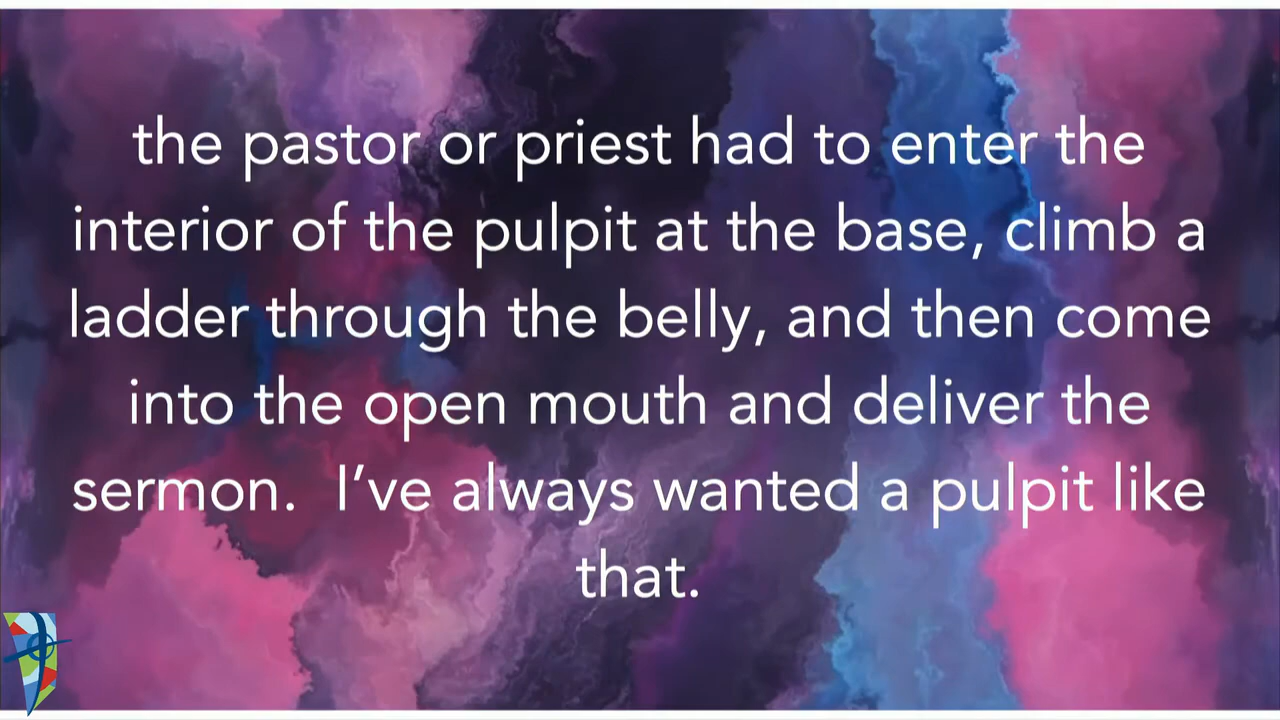 the pastor or priest had to enter the
interior of the pulpit at the base, climb a
ladder through the belly, and then come
into the open mouth and deliver the
sermon.  I’ve always wanted a pulpit like
that.